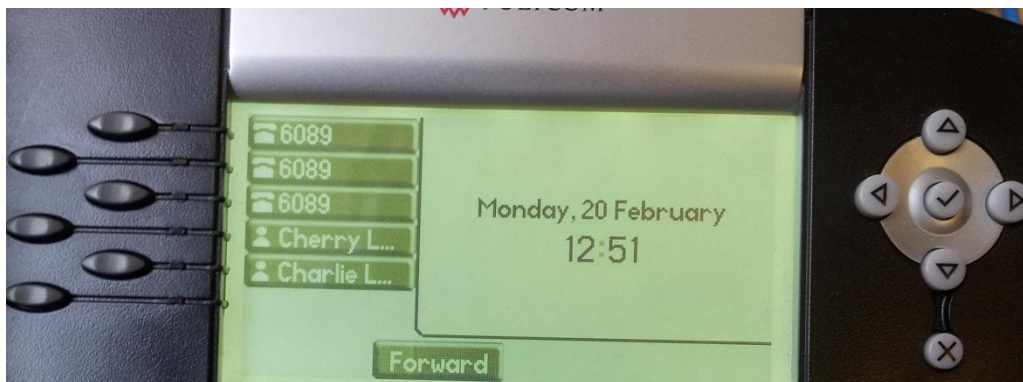 6089
6089
6089
Cherry L...
Charlie L...
Monday, 20 February
12:51
Forward